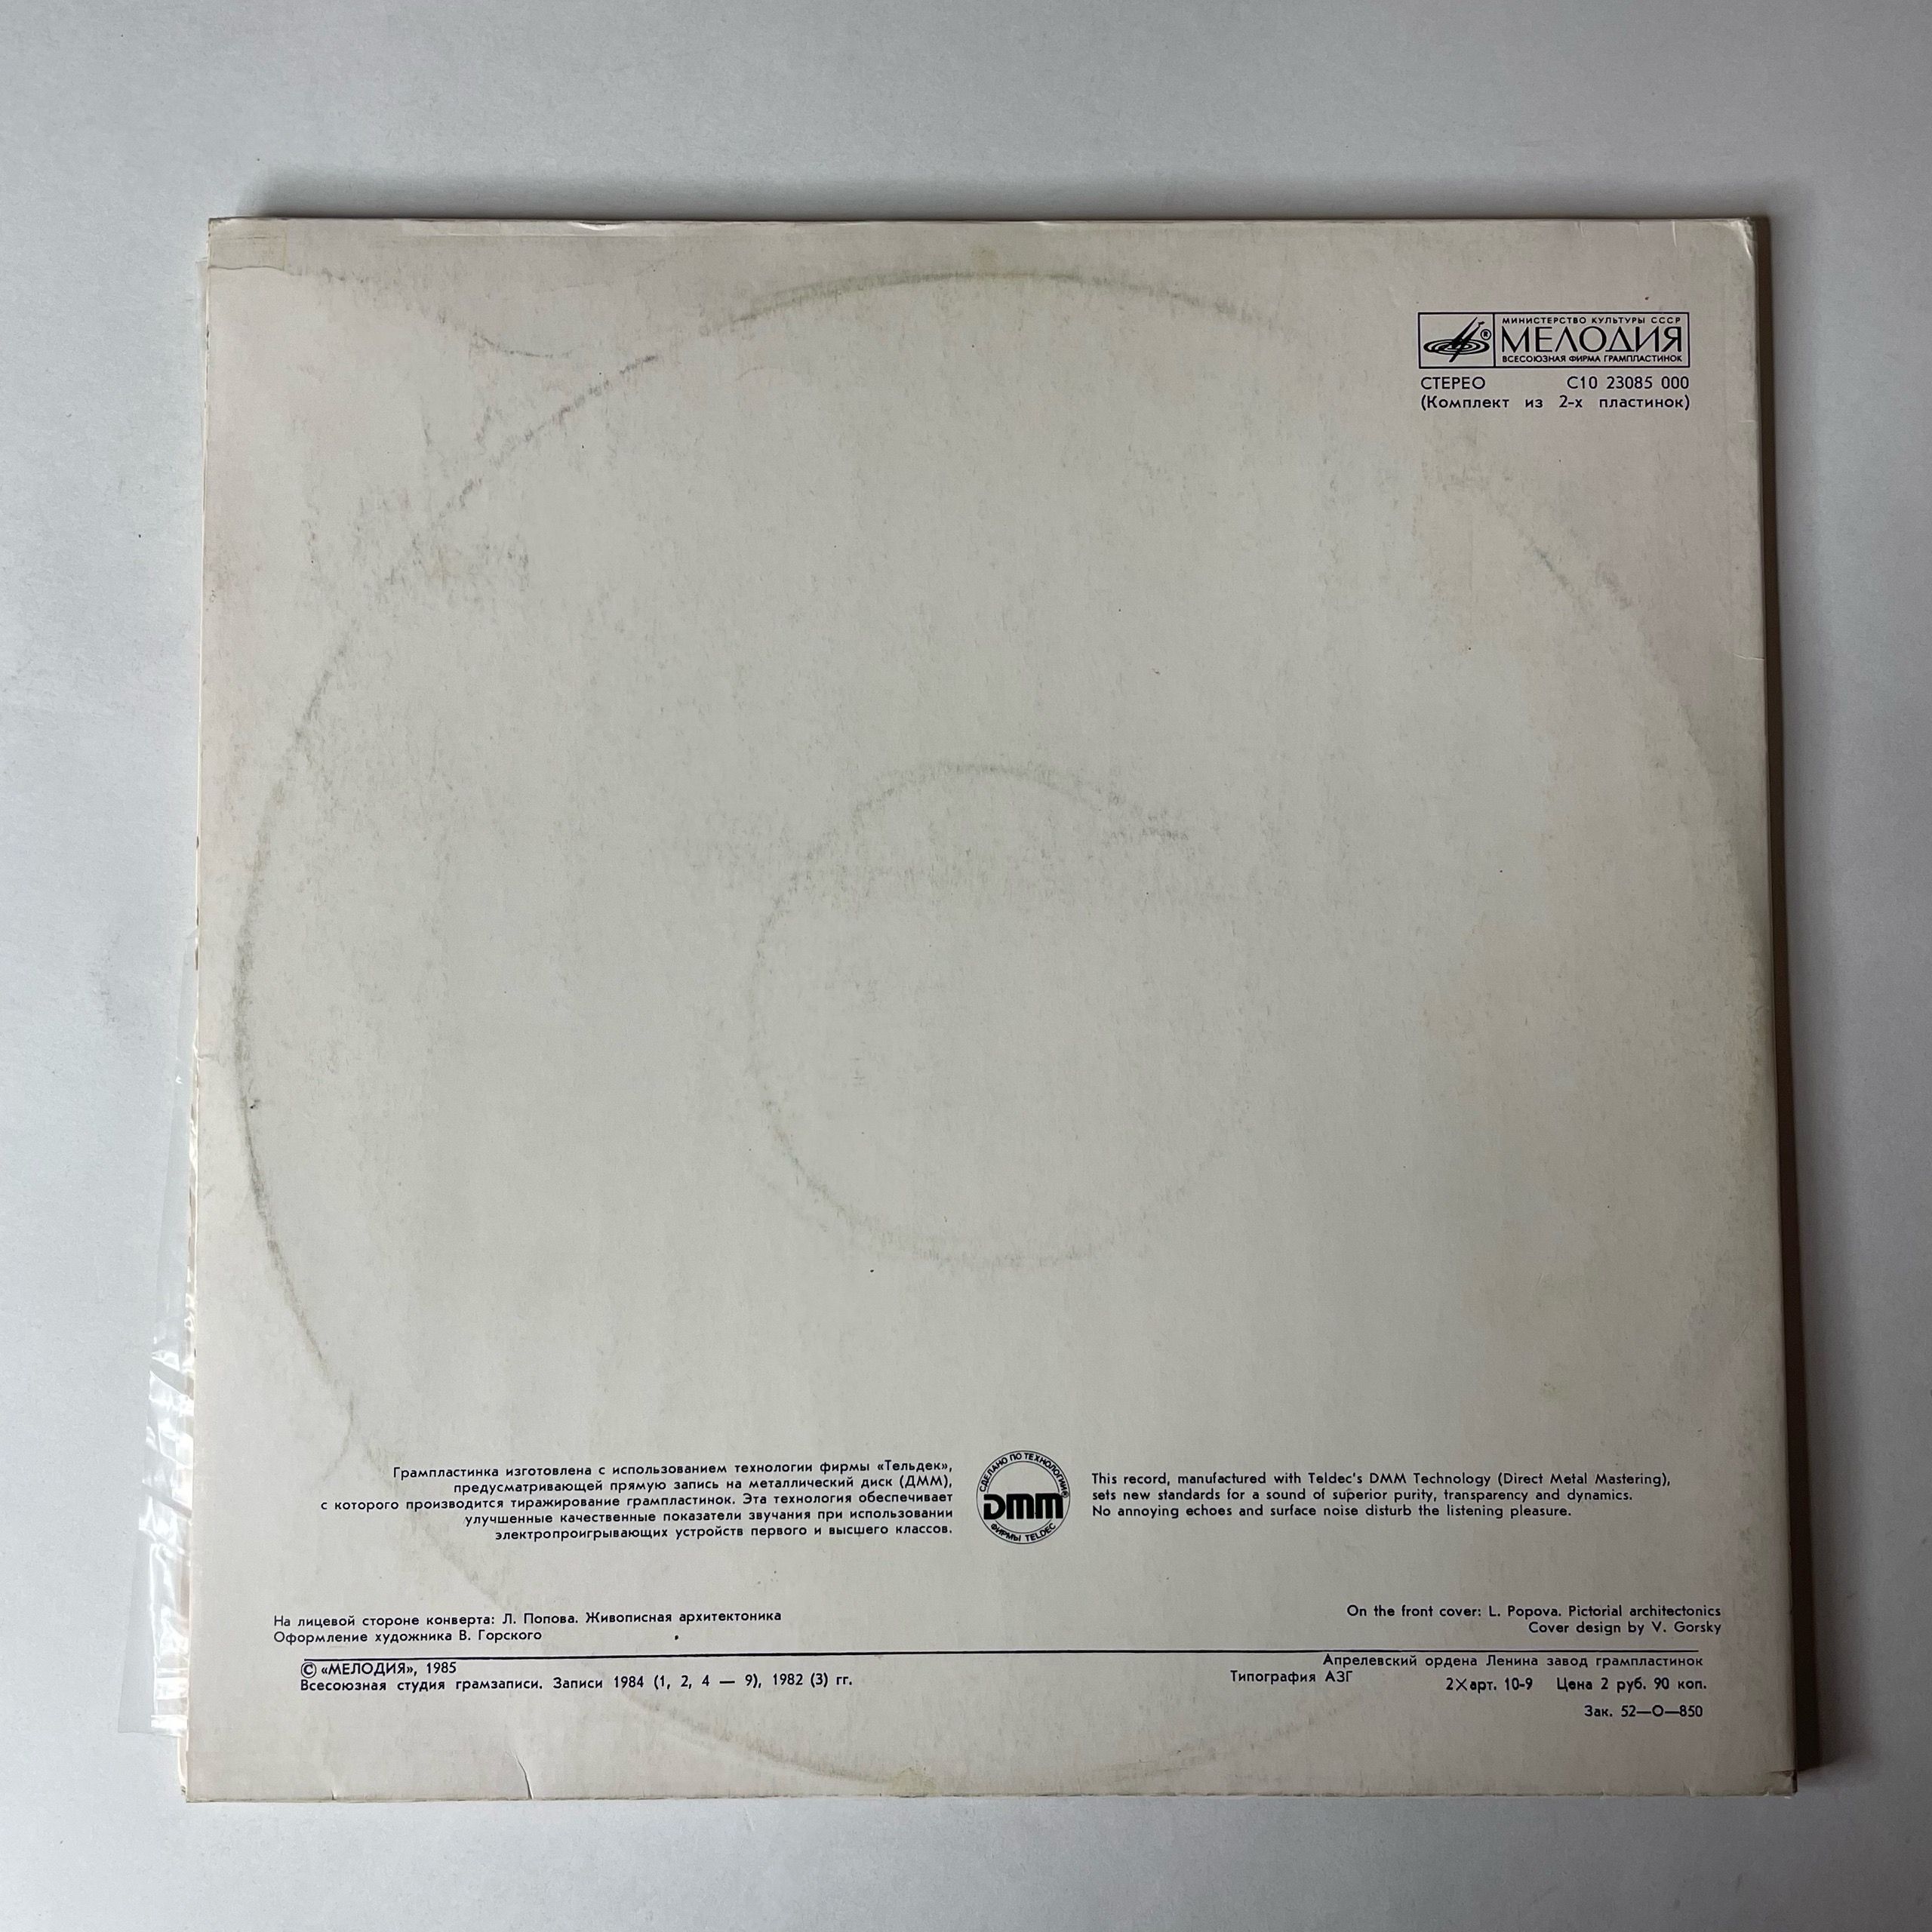 МИНИСТЕРСТВО КУЛЬТУРЫ СССР
МЕЛОДИЯ
ВСЕСОЮЗНАЯ ФИРМА ГРАМПЛАСТИНОК
СТЕРЕО С10 23085 000
(Комплект из 2-х пластинок)
Грампластинка изготовлена с использованием технологии фирмы «Тельдек»,
предусматривающей прямую запись на металлический диск (ДММ),
с которого производится тиражирование грампластинок. Эта технология обеспечивает
улучшенные качественные показатели звучания при использовании
электропроигрывающих устройств первого и высшего классов.
СДЕЛАНО ПО ТЕХНОЛОГИИ
DMM
ФИРМЫ TELDEC
This record, manufactured with Teldec's DMM Technology (Direct Metal Mastering),
sets new standards for a sound of superior purity, transparency and dynamics.
No annoying echoes and surface noise disturb the listening pleasure.
На лицевой стороне конверта: Л. Попова. Живописная архитектоника
Оформление художника В. Горского
On the front cover: L. Popova. Pictorial architectonics
Cover design by V. Gorsky
© «МЕЛОДИЯ», 1985
Всесоюзная студия грамзаписи. Записи 1984 (1, 2, 4 — 9), 1982 (3) гг.
Апрелевский ордена Ленина завод грампластинок
Типография АЗГ 2×арт. 10-9 Цена 2 руб. 90 коп.
Зак. 52—О—850